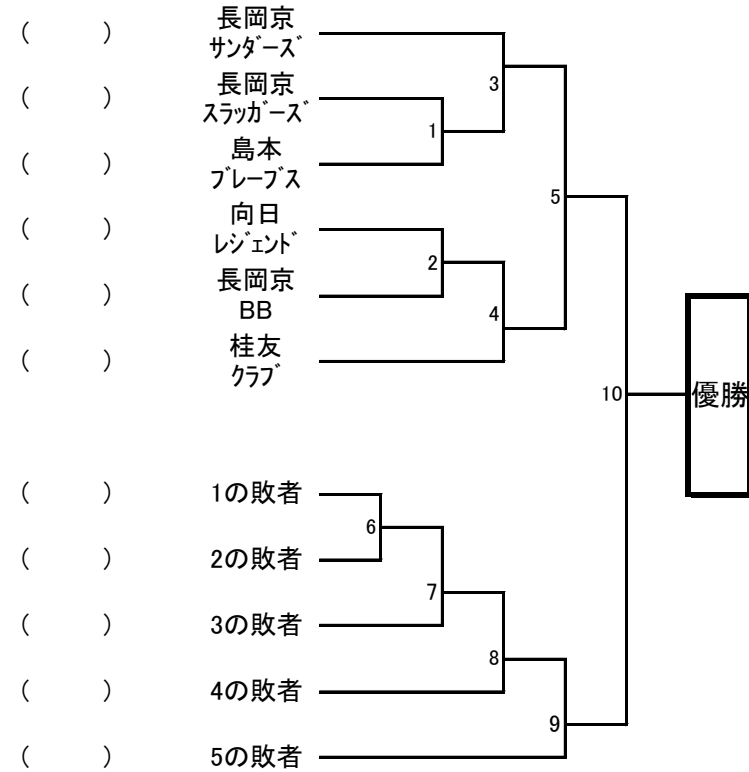 (　　　) 長岡京
サンダーズ
3
(　　　) 長岡京
スラッガーズ
1
(　　　) 島本
ブレーブス
5
(　　　) 向日
レジェンド
2
(　　　) 長岡京
BB
4
(　　　) 桂友
クラブ
10
優勝
(　　　) 1の敗者
6
(　　　) 2の敗者
7
(　　　) 3の敗者
8
(　　　) 4の敗者
9
(　　　) 5の敗者